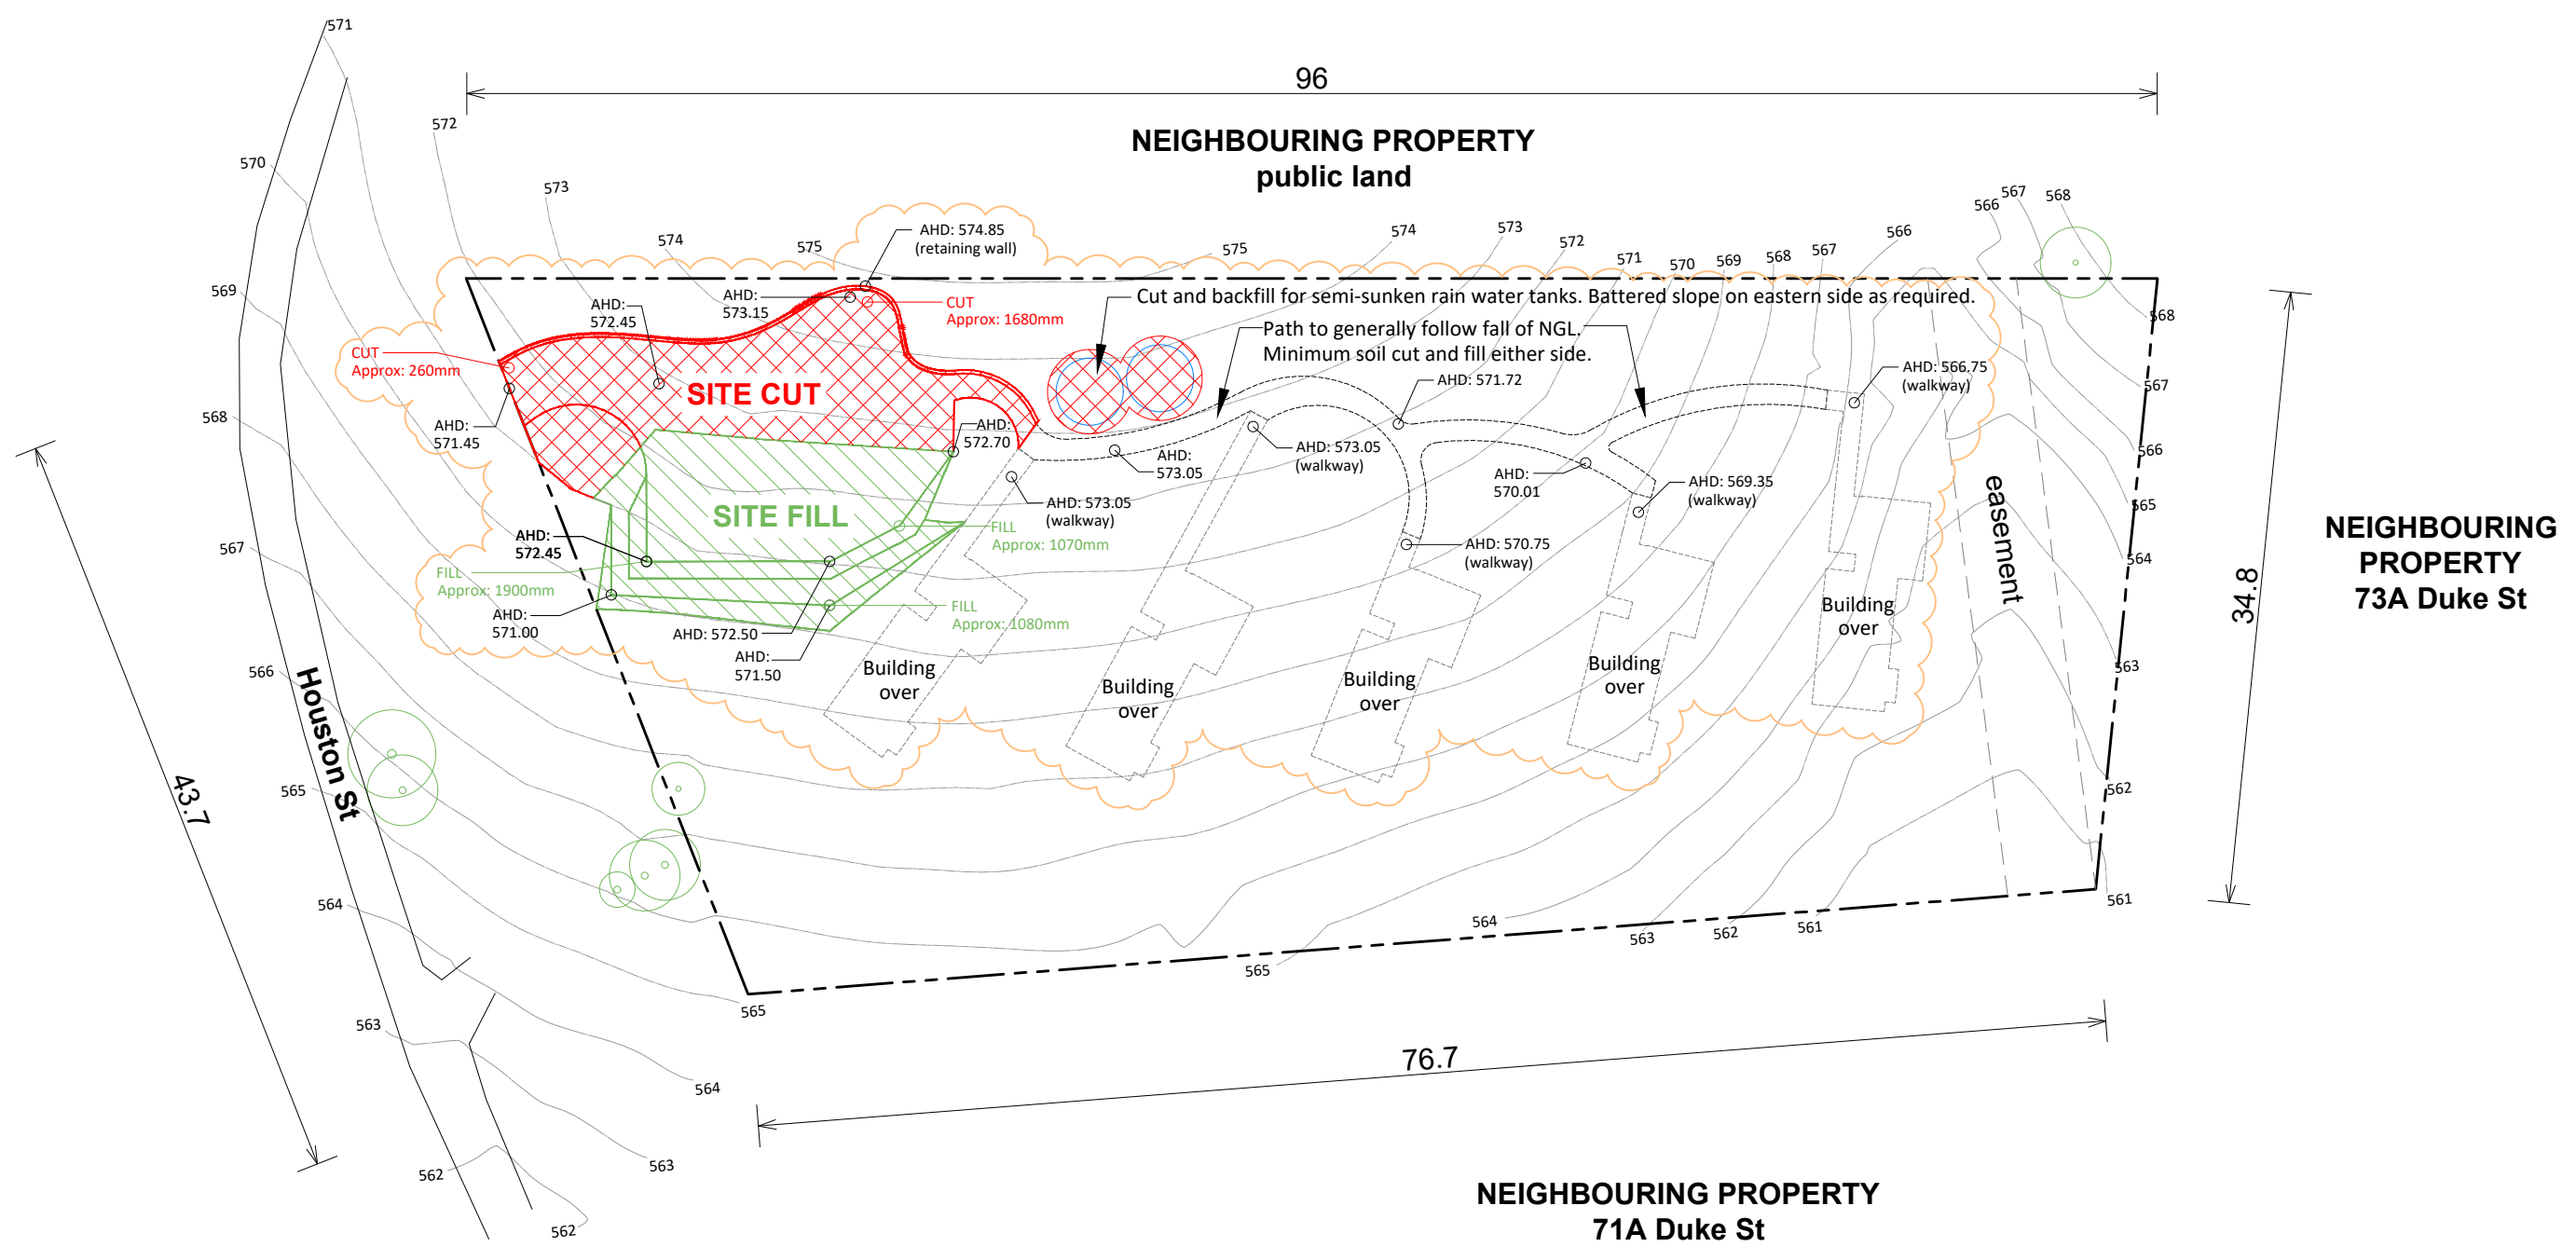 571
96
NEIGHBOURING PROPERTY
public land
572
570
573
574
575
AHD: 574.85
(retaining wall)
575
574
573
572
571
570
569
568
567
566
566
567
568
569
AHD:
572.45
AHD:
573.15
CUT
Approx: 1680mm
Cut and backfill for semi-sunken rain water tanks. Battered slope on eastern side as required.
Path to generally follow fall of NGL.
Minimum soil cut and fill either side.
568
CUT
Approx: 260mm
SITE CUT
AHD: 571.72
AHD: 566.75
(walkway)
567
568
AHD:
571.45
AHD:
572.70
AHD:
573.05
AHD: 573.05
(walkway)
AHD:
570.01
AHD: 569.35
(walkway)
566
easement
565
SITE FILL
AHD: 573.05
(walkway)
FILL
Approx: 1070mm
AHD: 570.75
(walkway)
564
NEIGHBOURING
PROPERTY
73A Duke St
34.8
567
AHD:
572.45
FILL
Approx: 1900mm
AHD:
571.00
AHD: 572.50
AHD:
571.50
FILL
Approx: 1080mm
Building
over
Building
over
Building
over
Building
over
Building
over
563
566
Houston St
562
565
43.7
564
561
564
563
562
561
565
565
563
76.7
564
563
562
562
NEIGHBOURING PROPERTY
71A Duke St